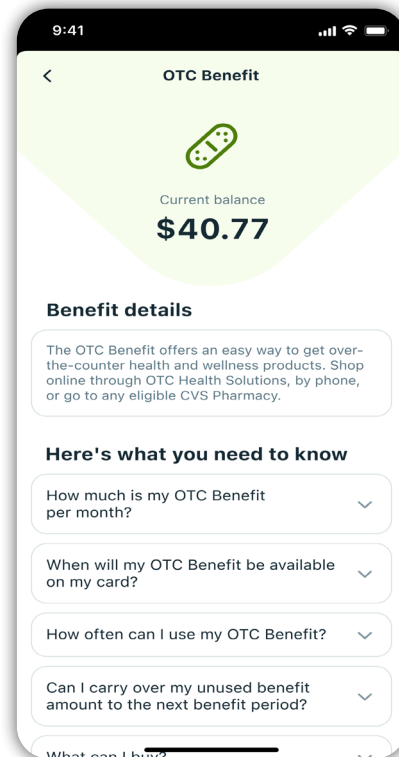 9:41
OTC Benefit
Current balance
$40.77
Benefit details
The OTC Benefit offers an easy way to get over-
the-counter health and wellness products. Shop
online through OTC Health Solutions, by phone,
or go to any eligible CVS Pharmacy.
Here's what you need to know
How much is my OTC Benefit
per month?
When will my OTC Benefit be available
on my card?
How often can I use my OTC Benefit?
Can I carry over my unused benefit
amount to the next benefit period?
What can I buy?